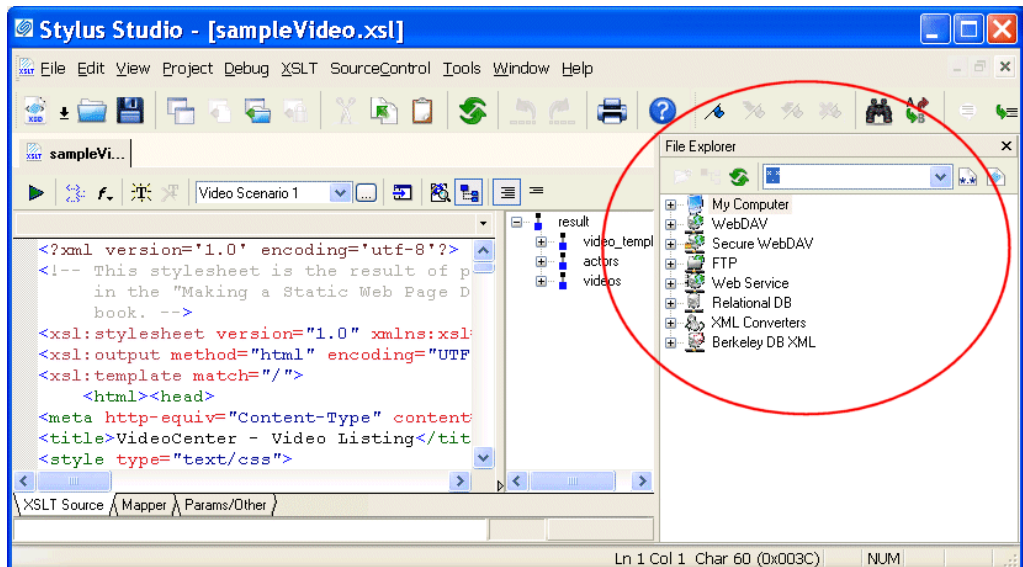 Stylus Studio - [sampleVideo.xsl]
File Edit View Project Debug XSLT SourceControl Tools Window Help
sampleVi...
File Explorer
Video Scenario 1
* *
My Computer
WebDAV
Secure WebDAV
FTP
Web Service
Relational DB
XML Converters
Berkeley DB XML
result
video_templ
actors
videos
<?xml version='1.0' encoding='utf-8'?>
<!-- This stylesheet is the result of p
in the "Making a Static Web Page D
book. -->
<xsl:stylesheet version="1.0" xmlns:xsl
<xsl:output method="html" encoding="UTF
<xsl:template match="/">
<html><head>
<meta http-equiv="Content-Type" content
<title>VideoCenter - Video Listing</tit
<style type="text/css">
XSLT Source Mapper Params/Other
Ln 1 Col 1 Char 60 (0x003C) NUM